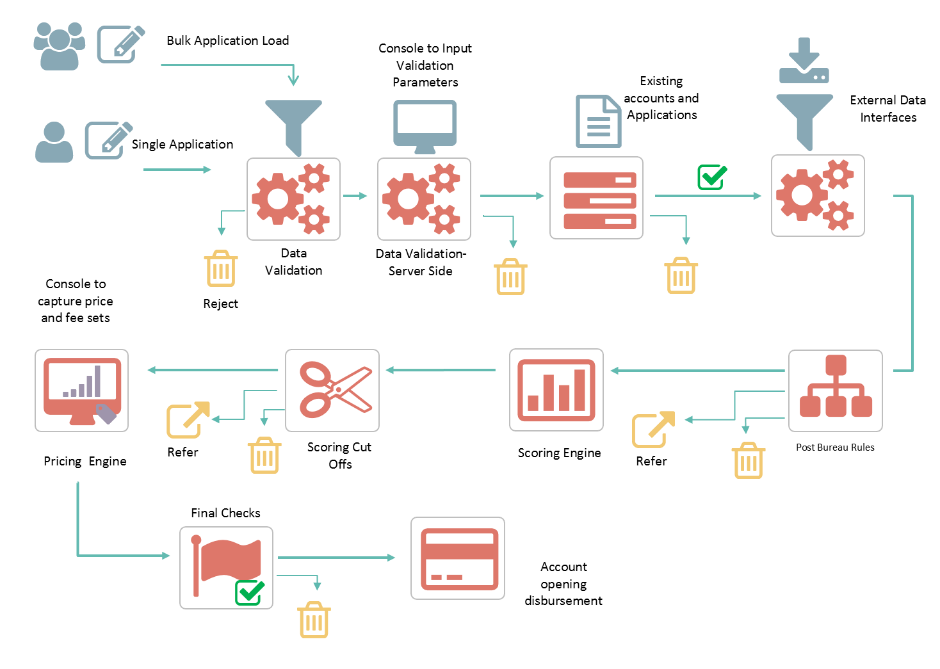 Bulk Application Load
Console to Input
Validation
Parameters
Existing
accounts and
Applications
External Data
Interfaces
Single Application
Data
Validation
Data Validation-
Server Side
Reject
Console to
capture price
and fee sets
Pricing Engine
Refer
Scoring Cut
Offs
Scoring Engine
Refer
Post Bureau Rules
Final Checks
Account
opening
disbursement